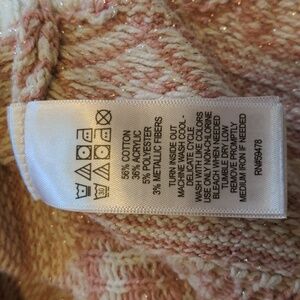 56% COTTON
36% ACRYLIC
5% POLYESTER
3% METALLIC FIBERS
TURN INSIDE OUT
MACHINE WASH COOL -
DELICATE CYCLE
WASH WITH LIKE COLORS
USE ONLY NON-CHLORINE
BLEACH WHEN NEEDED
TUMBLE DRY LOW
REMOVE PROMPTLY
MEDIUM IRON IF NEEDED
RN#59478